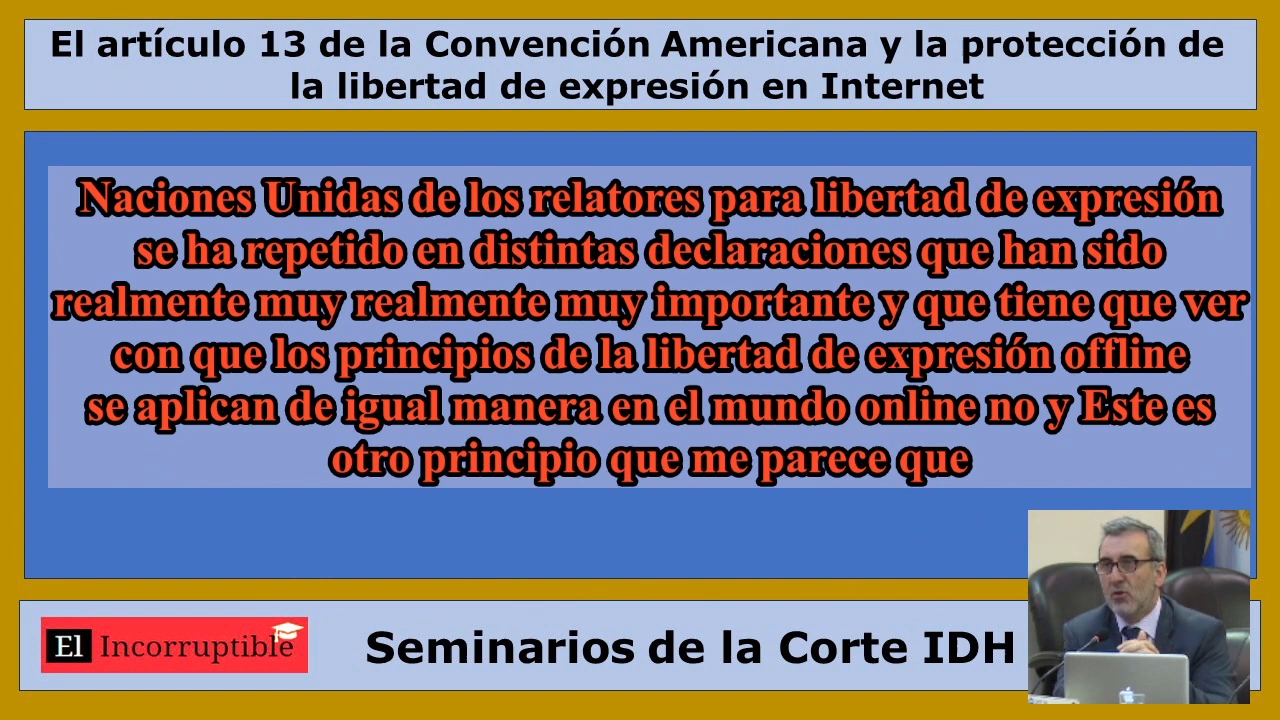 El artículo 13 de la Convención Americana y la protección de
la libertad de expresión en Internet
Naciones Unidas de los relatores para libertad de expresión
se ha repetido en distintas declaraciones que han sido
realmente muy realmente muy importante y que tiene que ver
con que los principios de la libertad de expresión offline
se aplican de igual manera en el mundo online no y Este es
otro principio que me parece que
El Incorruptible
Seminarios de la Corte IDH